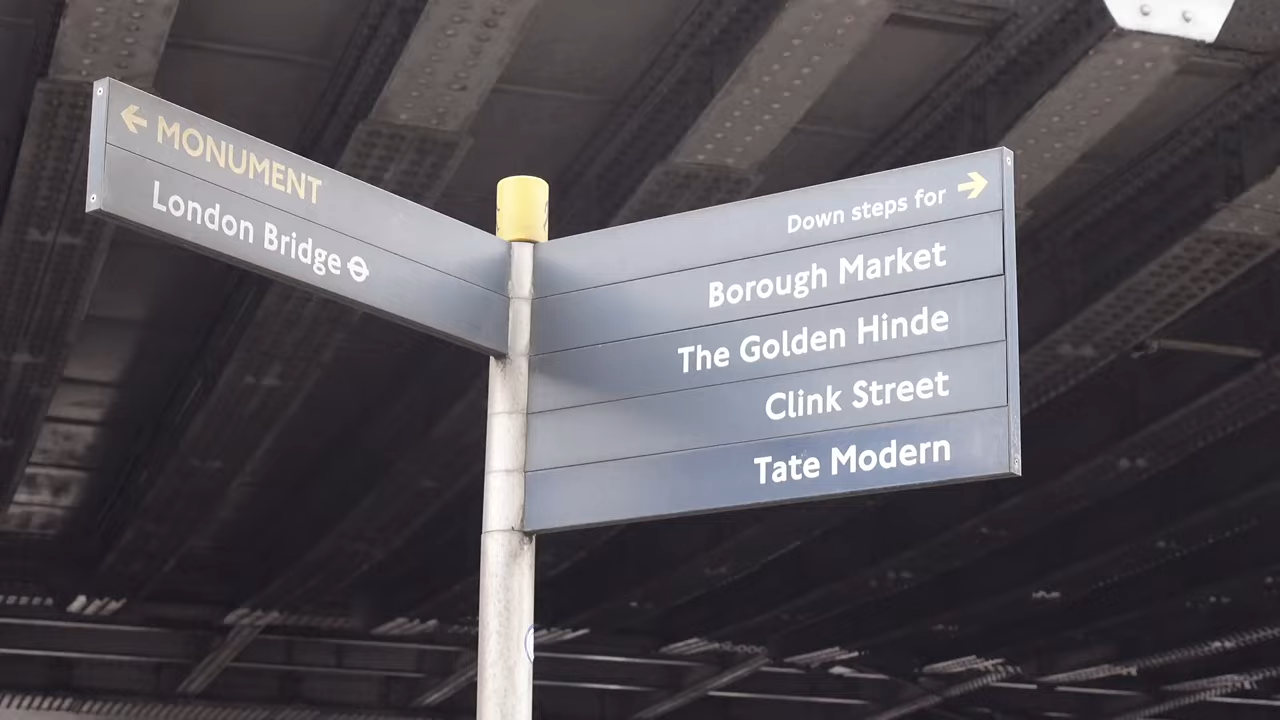 ← MONUMENT
London Bridge
Down steps for →
Borough Market
The Golden Hinde
Clink Street
Tate Modern